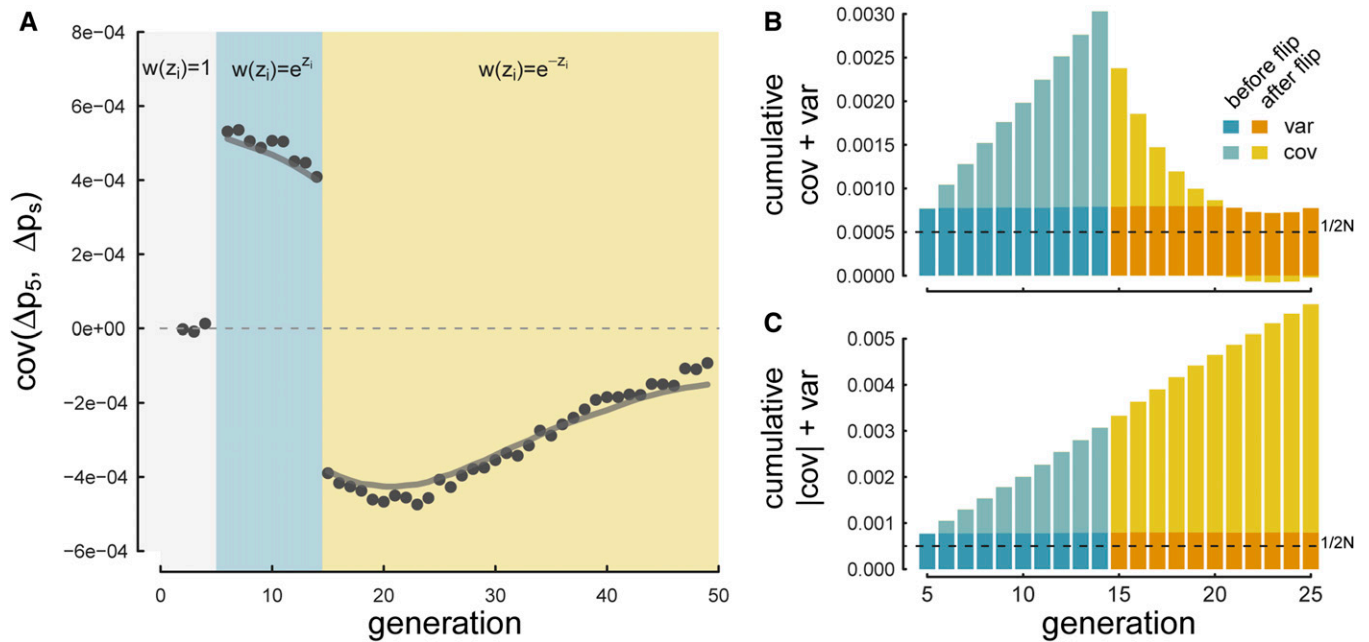 A
cov(Δp₅, Δpₛ)
8e−04
6e−04
4e−04
2e−04
0e+00
−2e−04
−4e−04
−6e−04
w(zᵢ)=1
w(zᵢ)=e^zᵢ
w(zᵢ)=e^−zᵢ
0
10
20
30
40
50
generation
B
cumulative
cov + var
0.0030
0.0025
0.0020
0.0015
0.0010
0.0005
0.0000
before flip
after flip
var
cov
1/2N
C
cumulative
|cov| + var
0.005
0.004
0.003
0.002
0.001
0.000
1/2N
5
10
15
20
25
generation